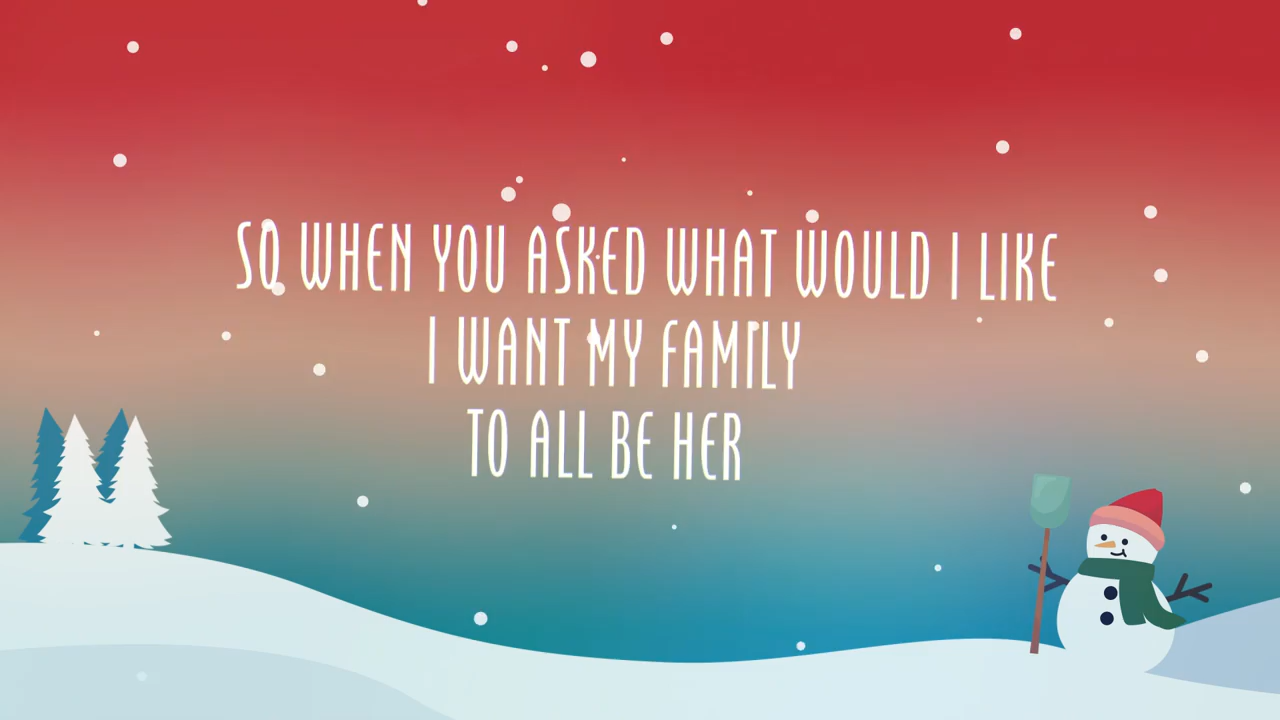 SO WHEN YOU ASKED WHAT WOULD I LIKE
I WANT MY FAMILY
TO ALL BE HER